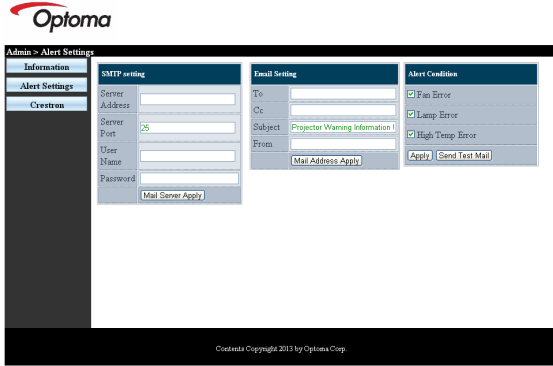 Optoma
Admin > Alert Settings
Information
Alert Settings
Crestron
SMTP setting
Server Address
Server Port
25
User Name
Password
Mail Server Apply
Email Setting
To
Cc
Subject
Projector Warning Information
From
Mail Address Apply
Alert Condition
Fan Error
Lamp Error
High Temp Error
Apply
Send Test Mail
Contents Copyright 2013 by Optoma Corp.